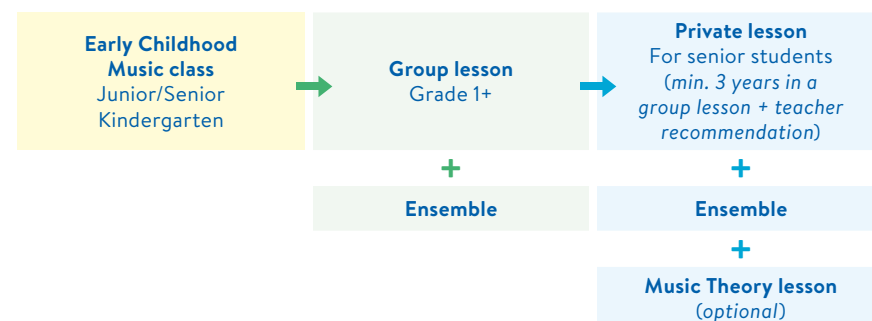 Early Childhood
Music class
Junior/Senior
Kindergarten
Group lesson
Grade 1+
+
Ensemble
Private lesson
For senior students
(min. 3 years in a
group lesson + teacher
recommendation)
+
Ensemble
+
Music Theory lesson
(optional)